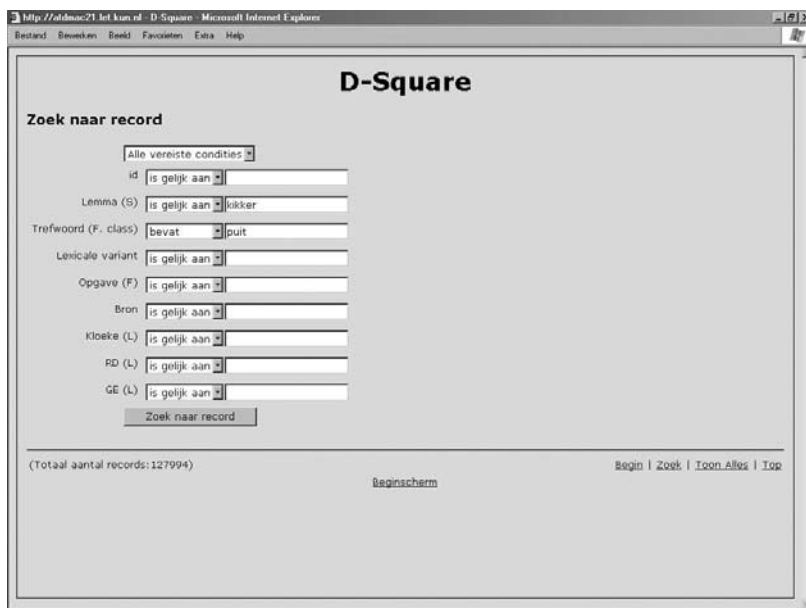 http://aldmac21.let.kun.nl - D-Square - Microsoft Internet Explorer
Bestand Bewerken Beeld Favorieten Extra Help
D-Square
Zoek naar record
Alle vereiste condities
id is gelijk aan
Lemma (S) is gelijk aan kikker
Trefwoord (F. class) bevat puit
Lexicale variant is gelijk aan
Opgave (F) is gelijk aan
Bron is gelijk aan
Kloeke (L) is gelijk aan
RD (L) is gelijk aan
GE (L) is gelijk aan
Zoek naar record
(Totaal aantal records:127994) Begin | Zoek | Toon Alles | Top
Beginscherm